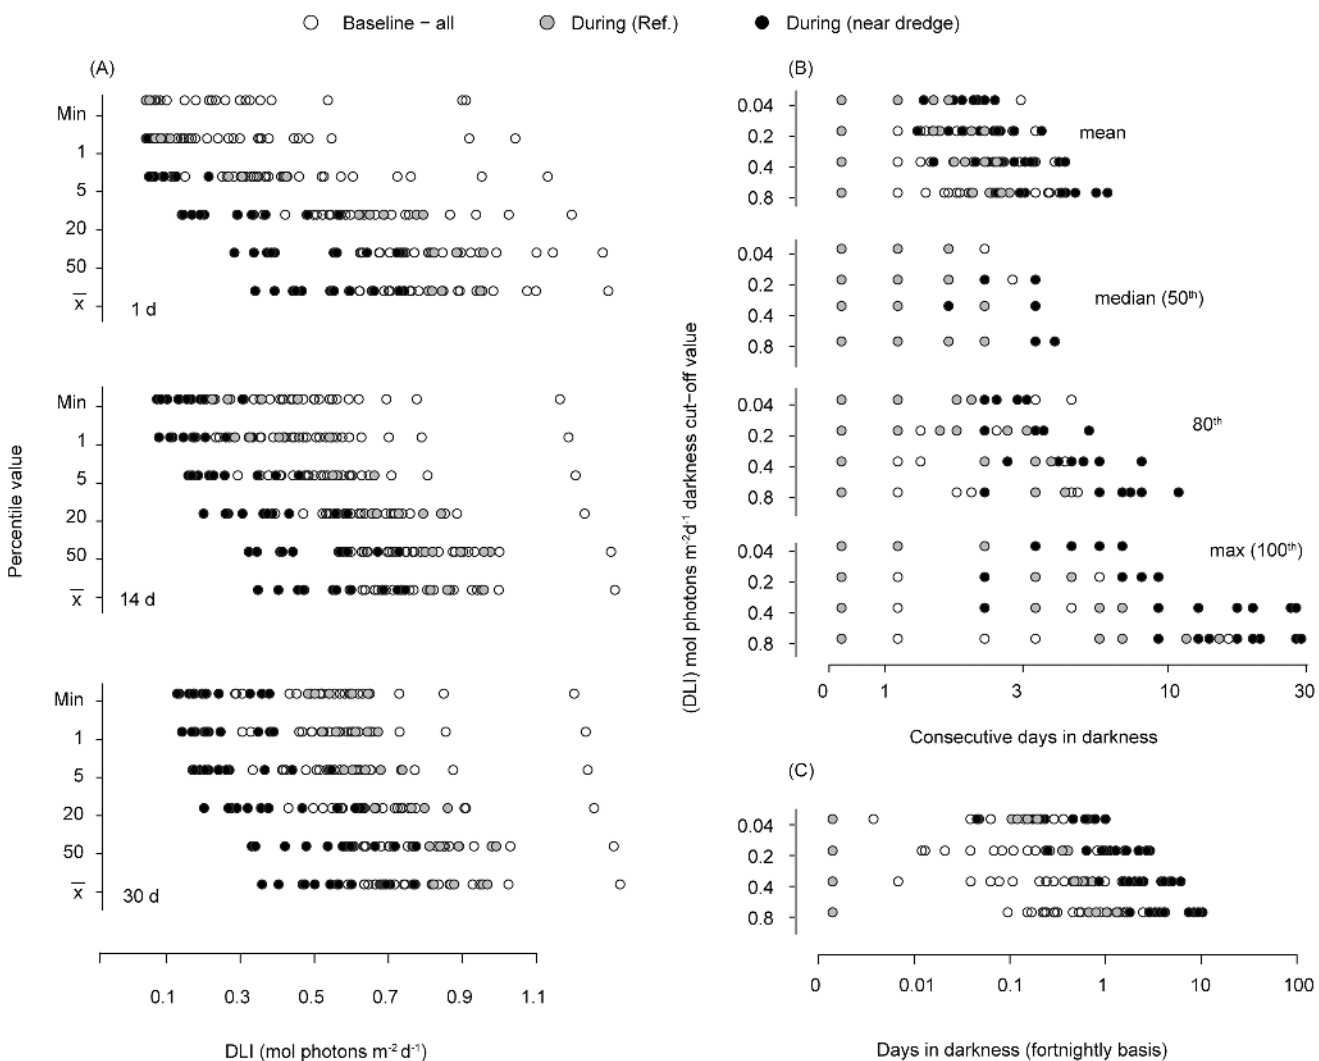 Baseline − all
During (Ref.)
During (near dredge)
(A)
Min
1
5
20
50
x̅
1 d
Min
1
5
20
50
x̅
14 d
Min
1
5
20
50
x̅
30 d
Percentile value
0.1 0.3 0.5 0.7 0.9 1.1
DLI (mol photons m⁻² d⁻¹)
(B)
0.04
0.2
0.4
0.8
mean
0.04
0.2
0.4
0.8
median (50ᵗʰ)
0.04
0.2
0.4
0.8
80ᵗʰ
0.04
0.2
0.4
0.8
max (100ᵗʰ)
(DLI) mol photons m⁻²d⁻¹ darkness cut−off value
0 1 3 10 30
Consecutive days in darkness
(C)
0.04
0.2
0.4
0.8
0 0.01 0.1 1 10 100
Days in darkness (fortnightly basis)